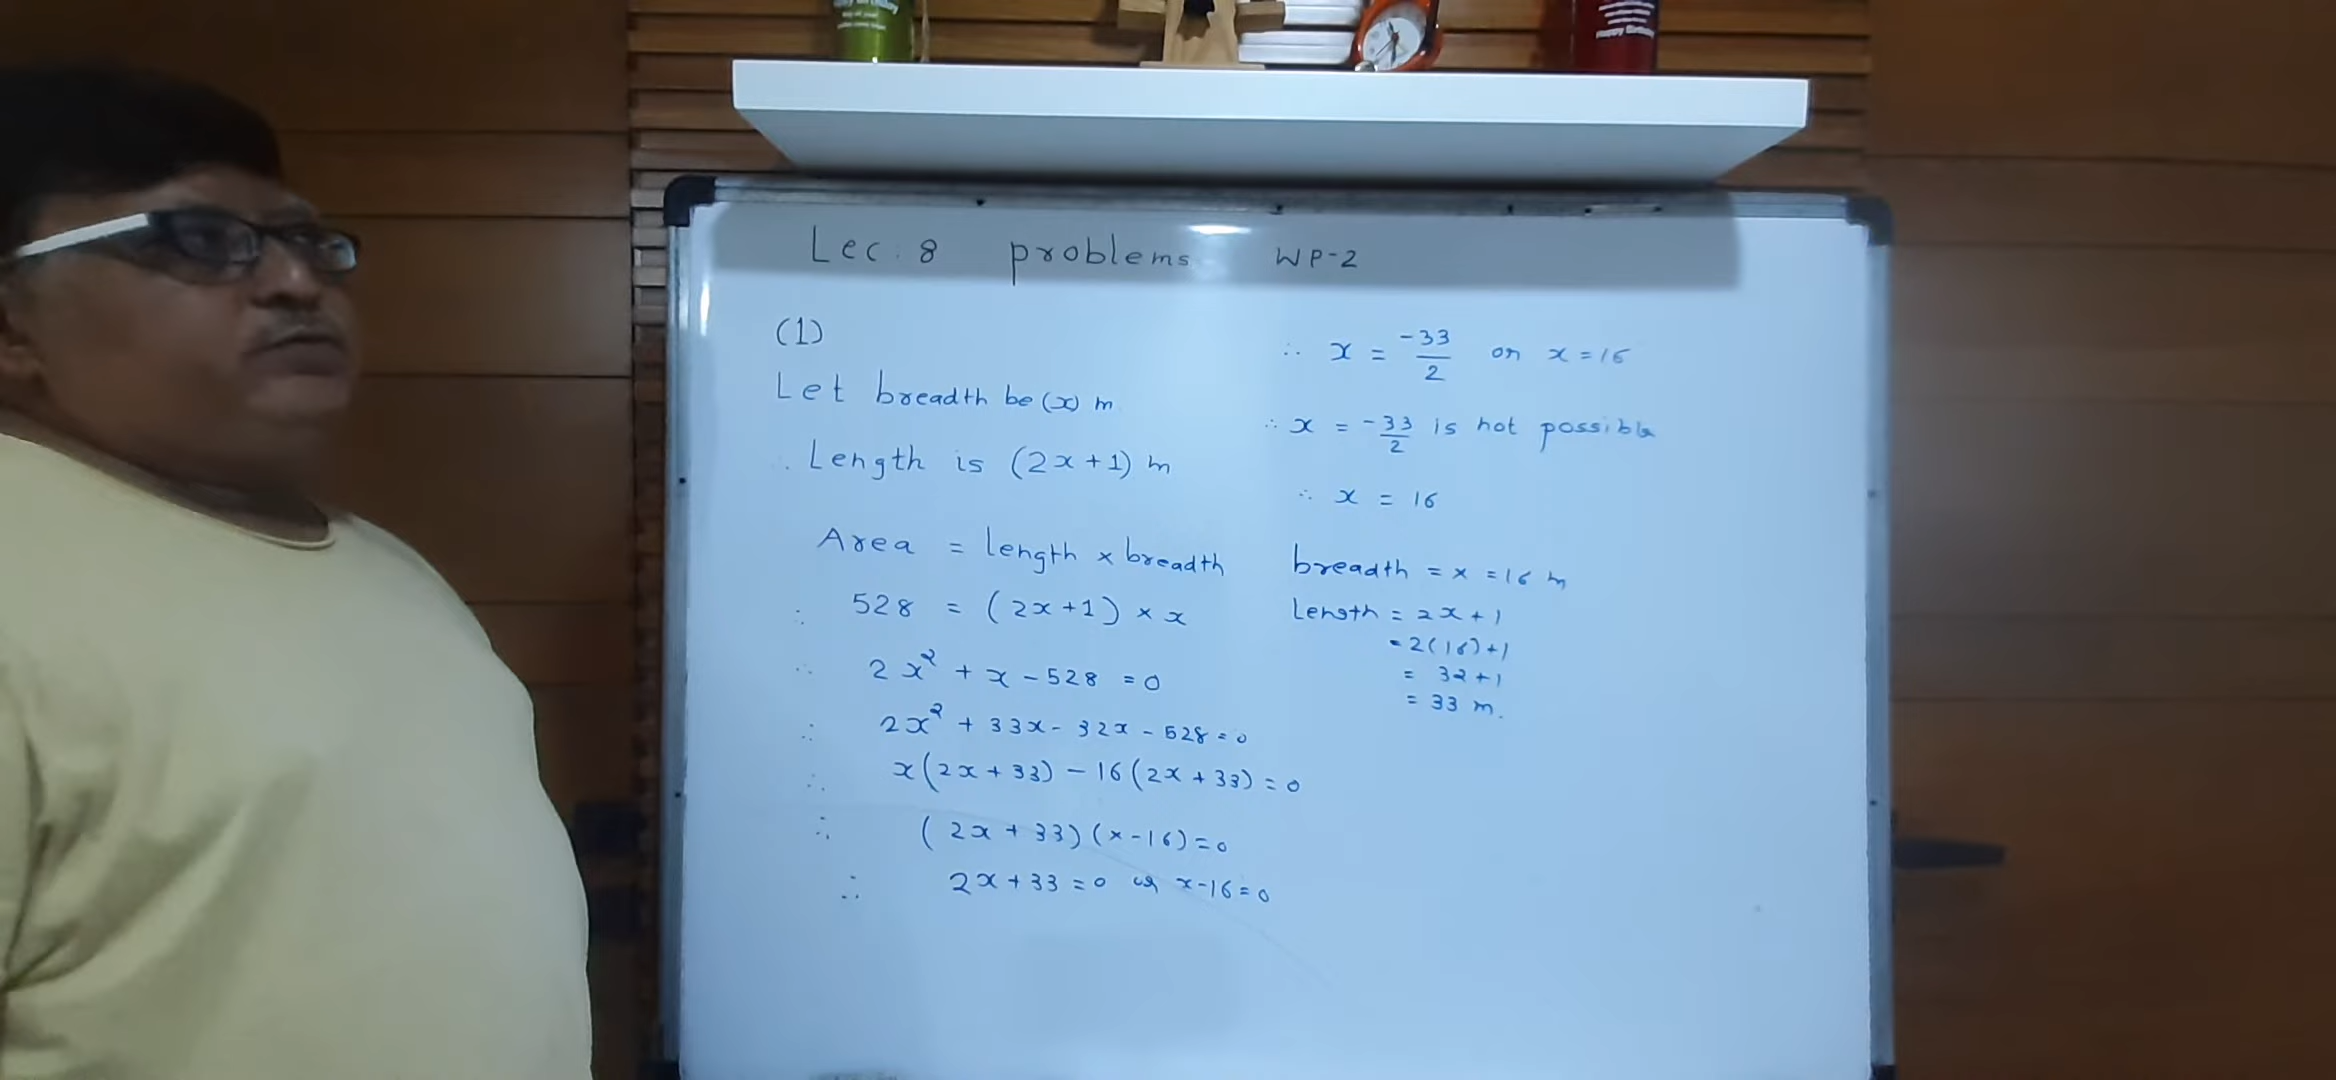 Lec. 8 problems WP-2
(1)
Let breadth be (x) m
∴ Length is (2x+1) m
Area = length × breadth
∴ 528 = (2x+1) × x
∴ 2x² + x - 528 = 0
∴ 2x² + 33x - 32x - 528 = 0
∴ x(2x+33) - 16(2x+33) = 0
∴ (2x+33)(x-16) = 0
∴ 2x+33 = 0 or x-16 = 0
∴ x = -33/2 or x = 16
∴ x = -33/2 is not possible
∴ x = 16
breadth = x = 16 m
Length = 2x+1
= 2(16)+1
= 32+1
= 33 m.